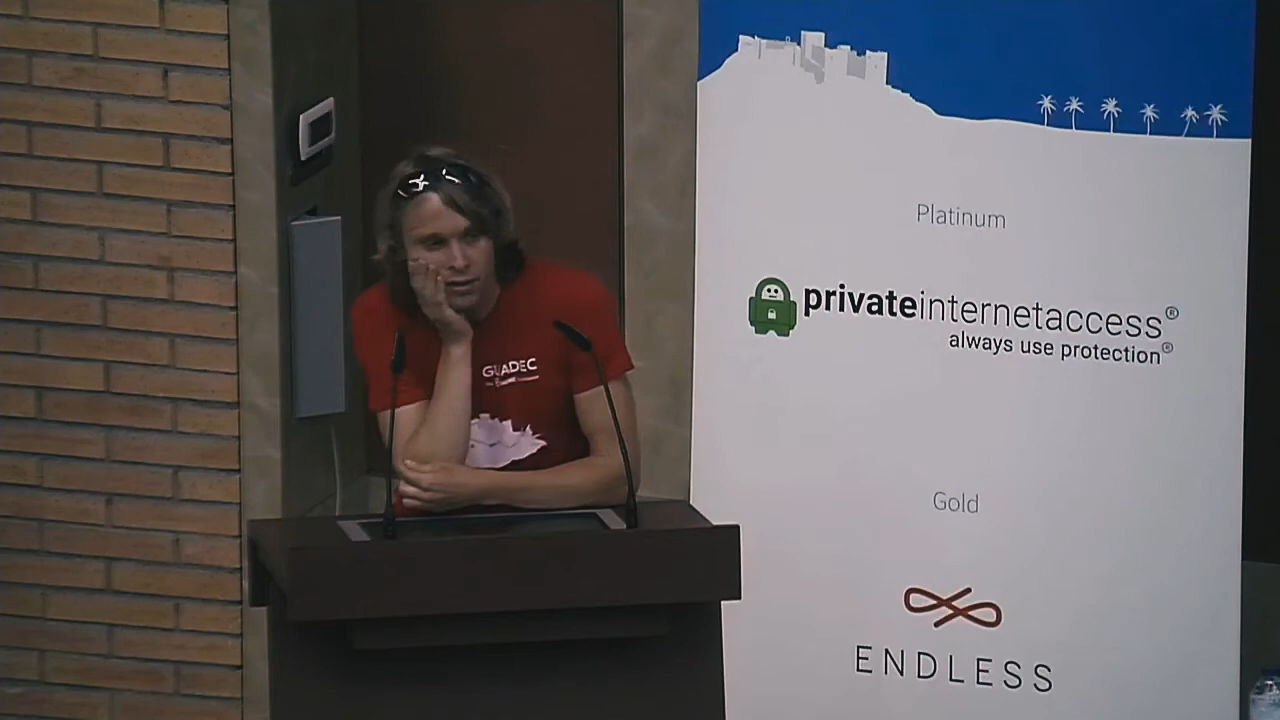 GUADEC
Platinum
privateinternetaccess®
always use protection®
Gold
ENDLESS